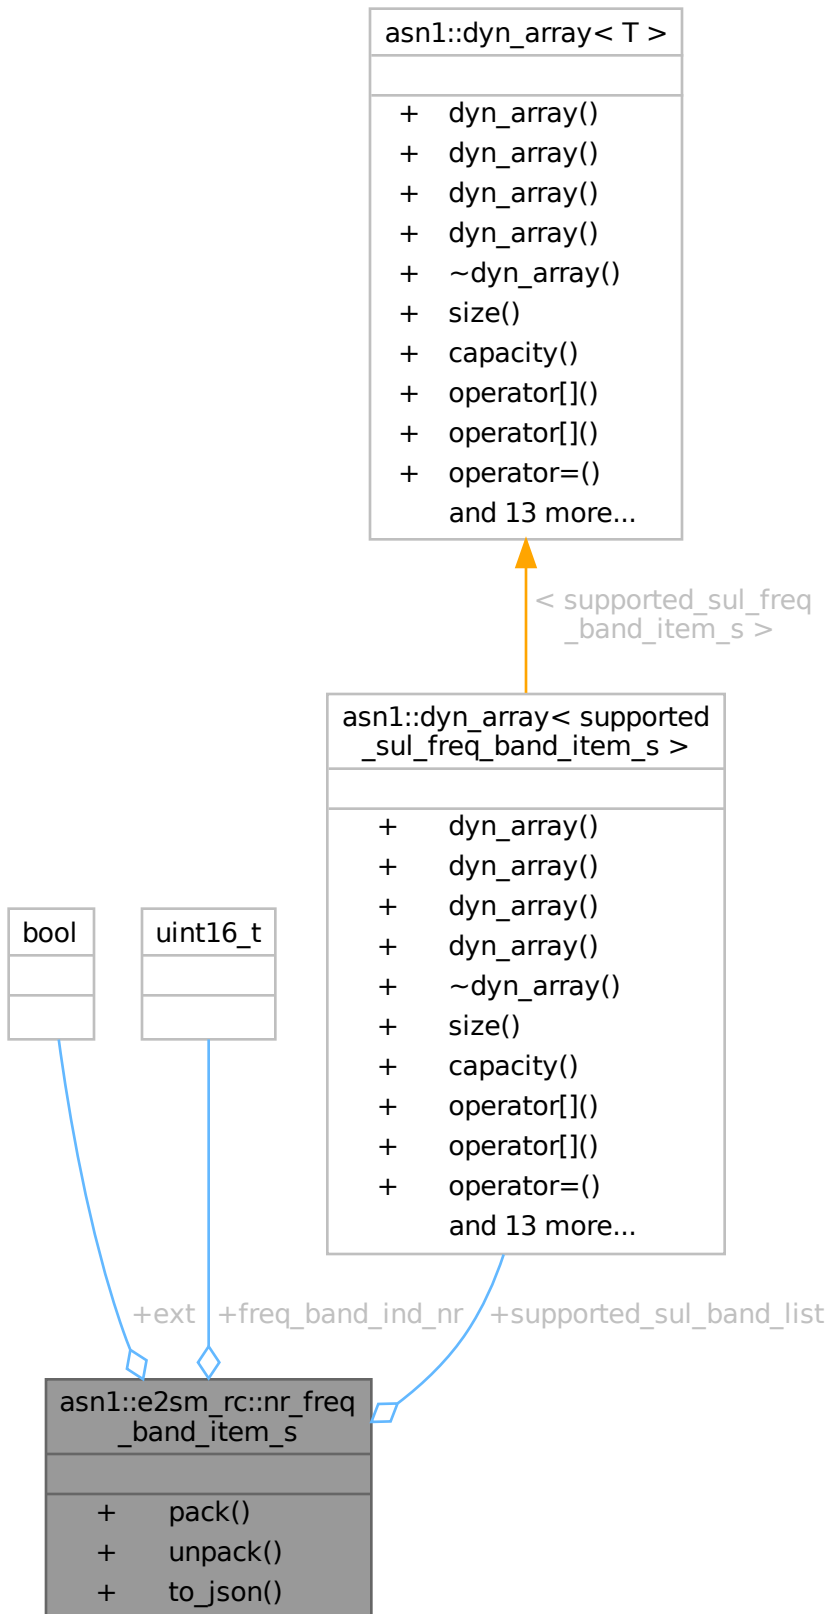 asn1::dyn_array< T >
+ dyn_array()
+ dyn_array()
+ dyn_array()
+ dyn_array()
+ ~dyn_array()
+ size()
+ capacity()
+ operator[]()
+ operator[]()
+ operator=()
and 13 more...
< supported_sul_freq
_band_item_s >
asn1::dyn_array< supported
_sul_freq_band_item_s >
+ dyn_array()
+ dyn_array()
+ dyn_array()
+ dyn_array()
+ ~dyn_array()
+ size()
+ capacity()
+ operator[]()
+ operator[]()
+ operator=()
and 13 more...
bool
uint16_t
+ext
+freq_band_ind_nr
+supported_sul_band_list
asn1::e2sm_rc::nr_freq
_band_item_s
+ pack()
+ unpack()
+ to_json()